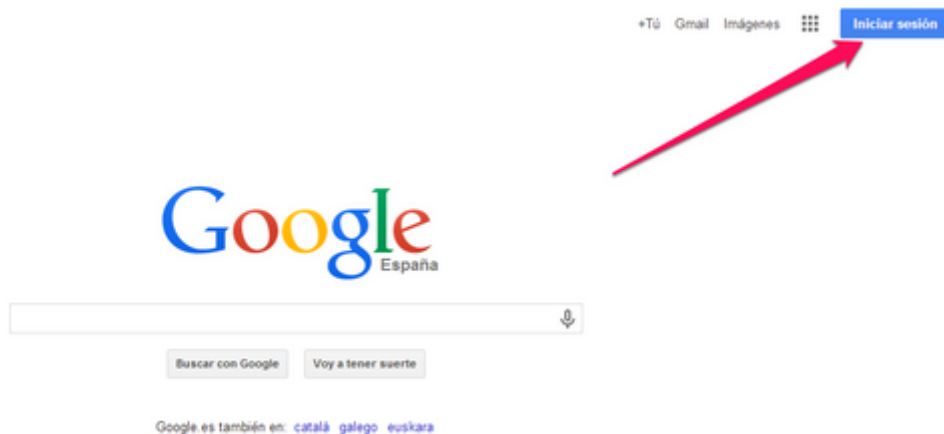 +Tú Gmail Imágenes Iniciar sesión
Google
España
Buscar con Google Voy a tener suerte
Google.es también en: català galego euskara